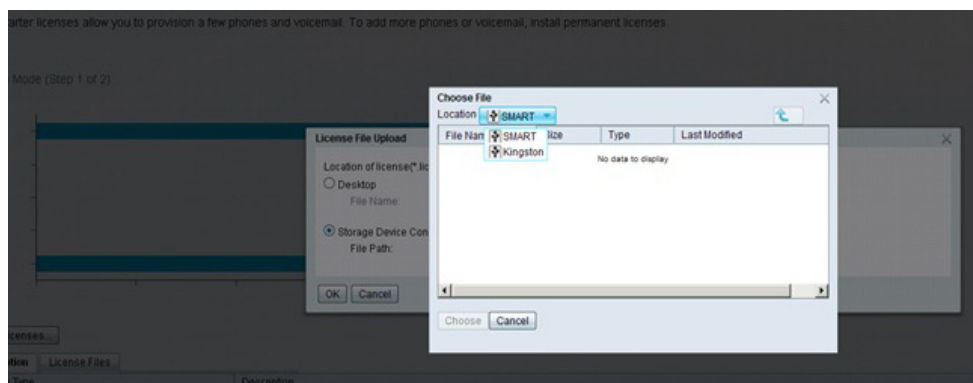 arter licenses allow you to provision a few phones and voicemail. To add more phones or voicemail, install permanent licenses.
Mode (Step 1 of 2)
Choose File
Location SMART
File Nam ize Type Last Modified
SMART
Kingston
No data to display
Choose Cancel
License File Upload
Location of license(*.lic
Desktop
File Name:
Storage Device Con
File Path:
OK Cancel
censes...
tion License Files
Type Description